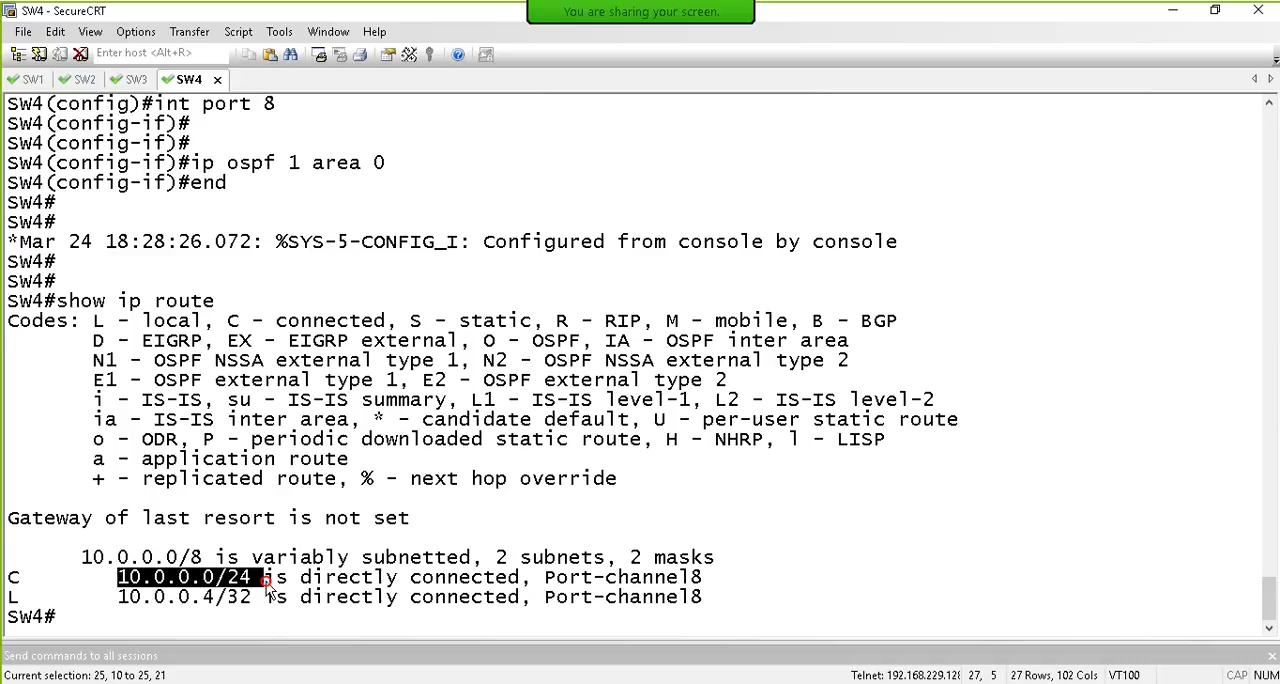 You are sharing your screen.
SW4 - SecureCRT
File Edit View Options Transfer Script Tools Window Help
Enter host <Alt+R>
SW1 SW2 SW3 SW4
SW4(config)#int port 8
SW4(config-if)#
SW4(config-if)#
SW4(config-if)#ip ospf 1 area 0
SW4(config-if)#end
SW4#
SW4#
*Mar 24 18:28:26.072: %SYS-5-CONFIG_I: Configured from console by console
SW4#
SW4#
SW4#show ip route
Codes: L - local, C - connected, S - static, R - RIP, M - mobile, B - BGP
D - EIGRP, EX - EIGRP external, O - OSPF, IA - OSPF inter area
N1 - OSPF NSSA external type 1, N2 - OSPF NSSA external type 2
E1 - OSPF external type 1, E2 - OSPF external type 2
i - IS-IS, su - IS-IS summary, L1 - IS-IS level-1, L2 - IS-IS level-2
ia - IS-IS inter area, * - candidate default, U - per-user static route
o - ODR, P - periodic downloaded static route, H - NHRP, l - LISP
a - application route
+ - replicated route, % - next hop override
Gateway of last resort is not set
10.0.0.0/8 is variably subnetted, 2 subnets, 2 masks
C 10.0.0.0/24 is directly connected, Port-channel8
L 10.0.0.4/32 is directly connected, Port-channel8
SW4#
Send commands to all sessions
Current selection: 25, 10 to 25, 21 Telnet: 192.168.229.12 27, 5 27 Rows, 102 Cols VT100 CAP NUM